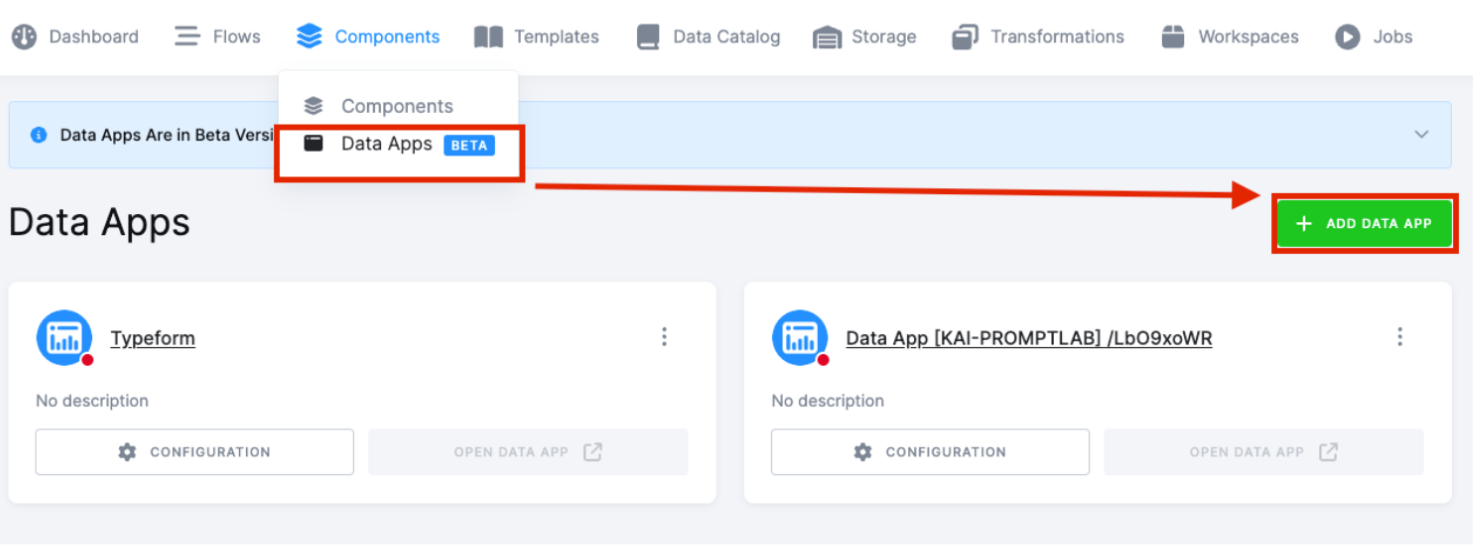 Dashboard Flows Components Templates Data Catalog Storage Transformations Workspaces Jobs
Components
Data Apps BETA
Data Apps Are in Beta Versi
Data Apps
+ ADD DATA APP
Typeform
No description
CONFIGURATION OPEN DATA APP
Data App [KAI-PROMPTLAB] /LbO9xoWR
No description
CONFIGURATION OPEN DATA APP